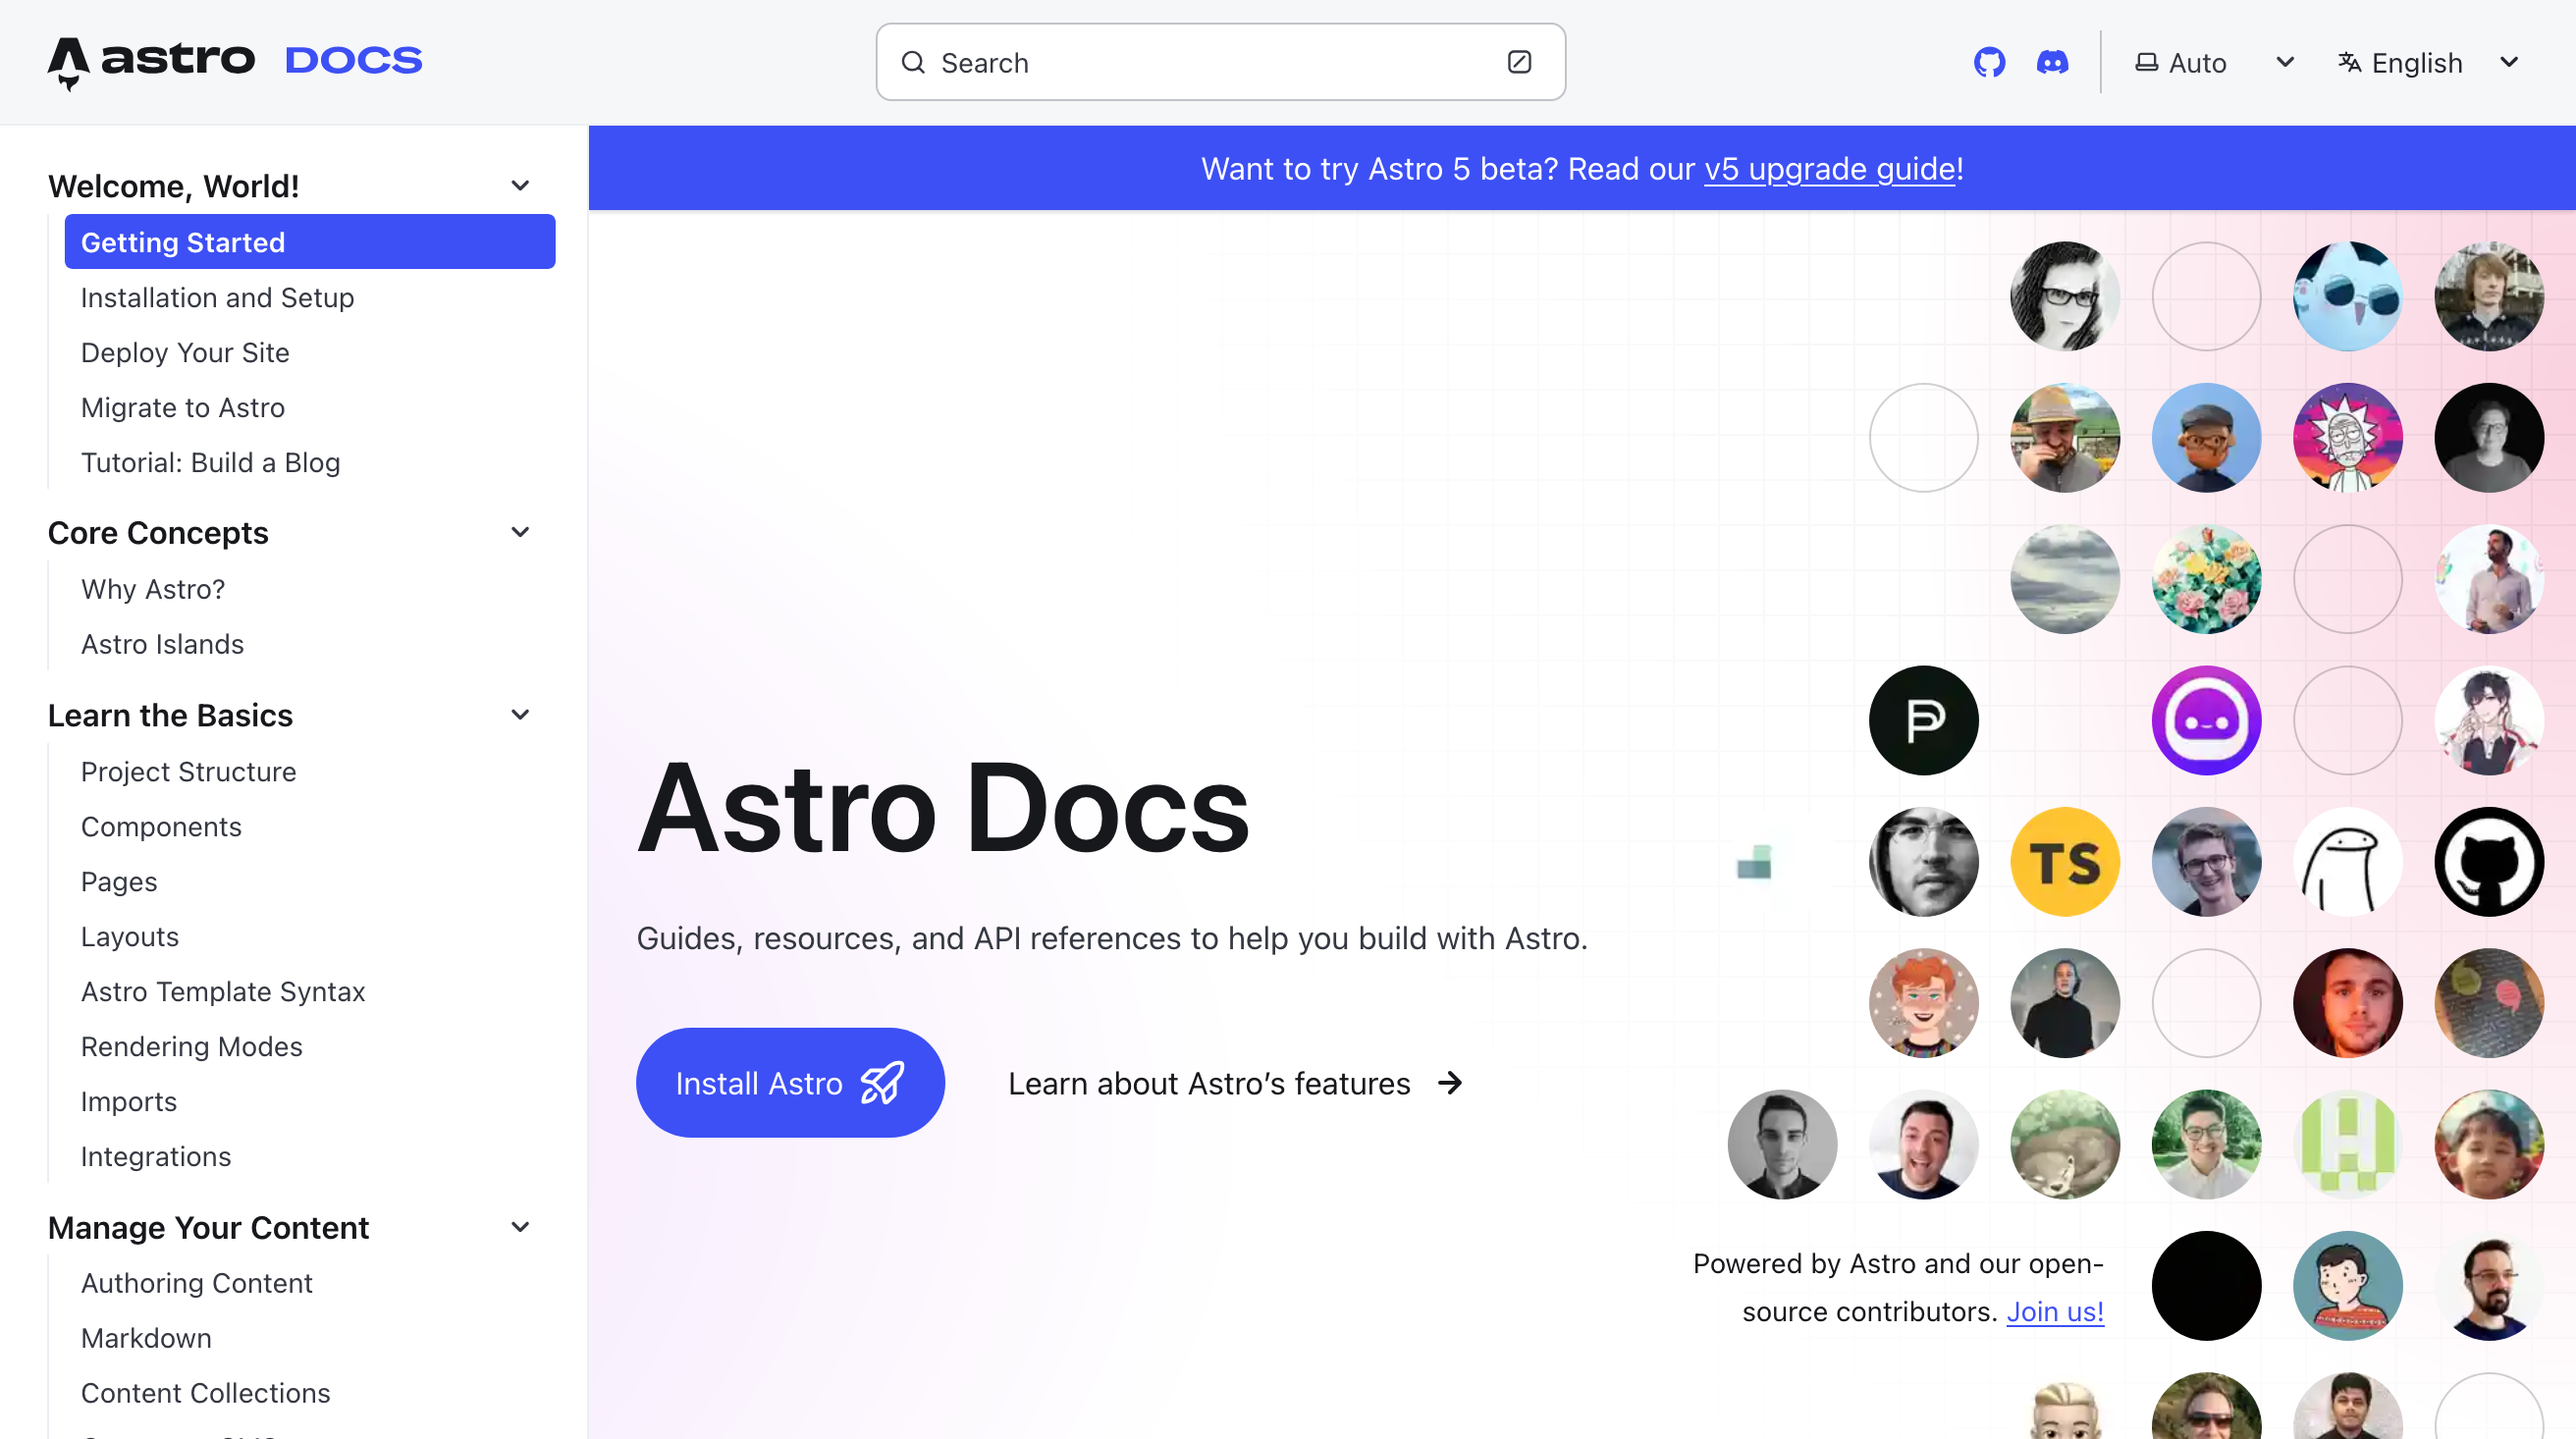 astro DOCS
Search
Auto
English
Welcome, World!
Getting Started
Installation and Setup
Deploy Your Site
Migrate to Astro
Tutorial: Build a Blog
Core Concepts
Why Astro?
Astro Islands
Learn the Basics
Project Structure
Components
Pages
Layouts
Astro Template Syntax
Rendering Modes
Imports
Integrations
Manage Your Content
Authoring Content
Markdown
Content Collections
Want to try Astro 5 beta? Read our v5 upgrade guide!
Astro Docs
Guides, resources, and API references to help you build with Astro.
Install Astro
Learn about Astro’s features
TS
Powered by Astro and our open-
source contributors. Join us!